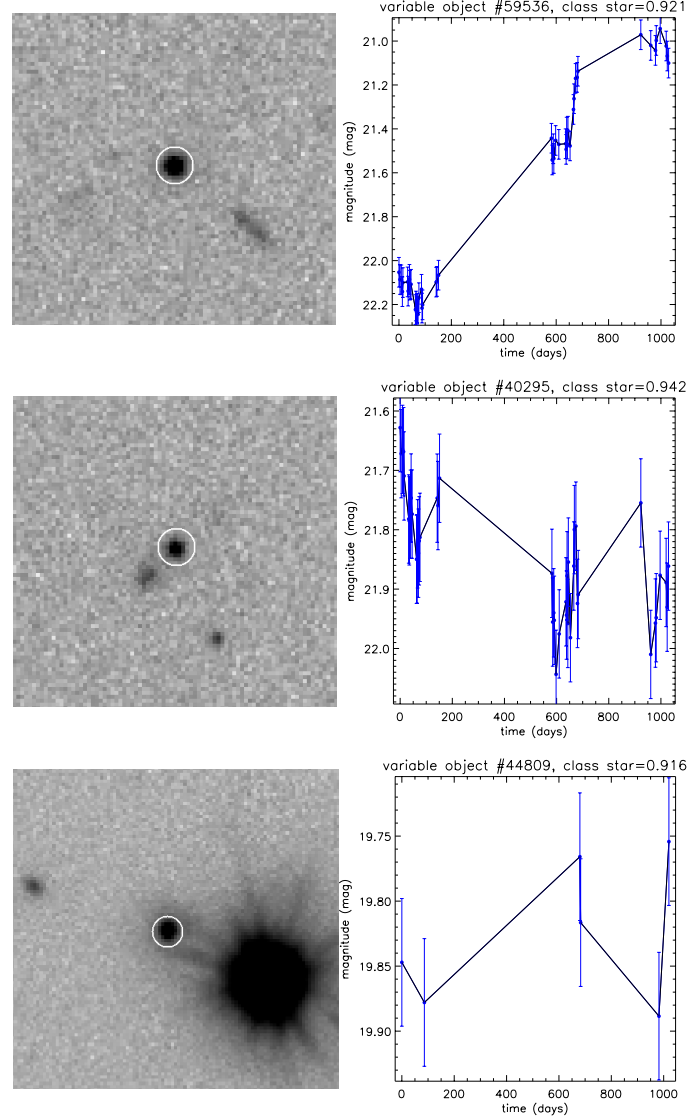 variable object #59536, class star=0.921
21.0
21.2
21.4
21.6
21.8
22.0
22.2
magnitude (mag)
0 200 400 600 800 1000
time (days)
variable object #40295, class star=0.942
21.6
21.7
21.8
21.9
22.0
magnitude (mag)
0 200 400 600 800 1000
time (days)
variable object #44809, class star=0.916
19.75
19.80
19.85
19.90
magnitude (mag)
0 200 400 600 800 1000
time (days)